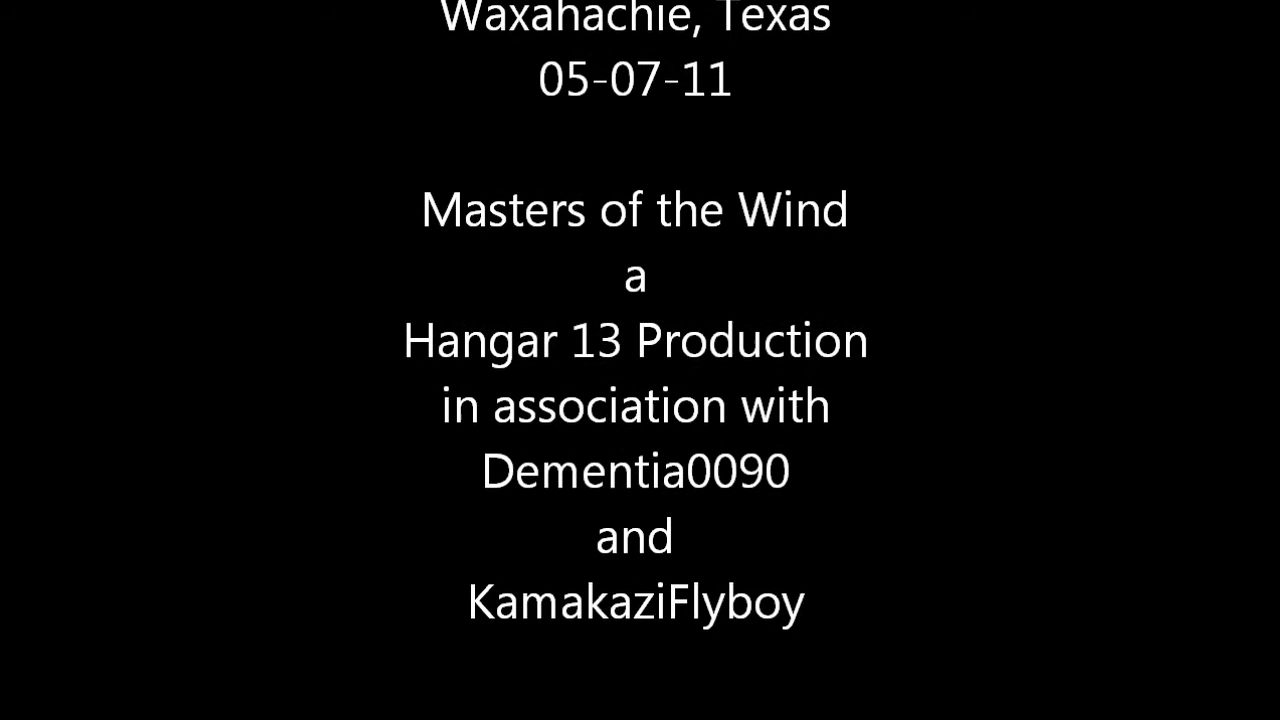 Waxahachie, Texas
05-07-11
Masters of the Wind
a
Hangar 13 Production
in association with
Dementia0090
and
KamakaziFlyboy